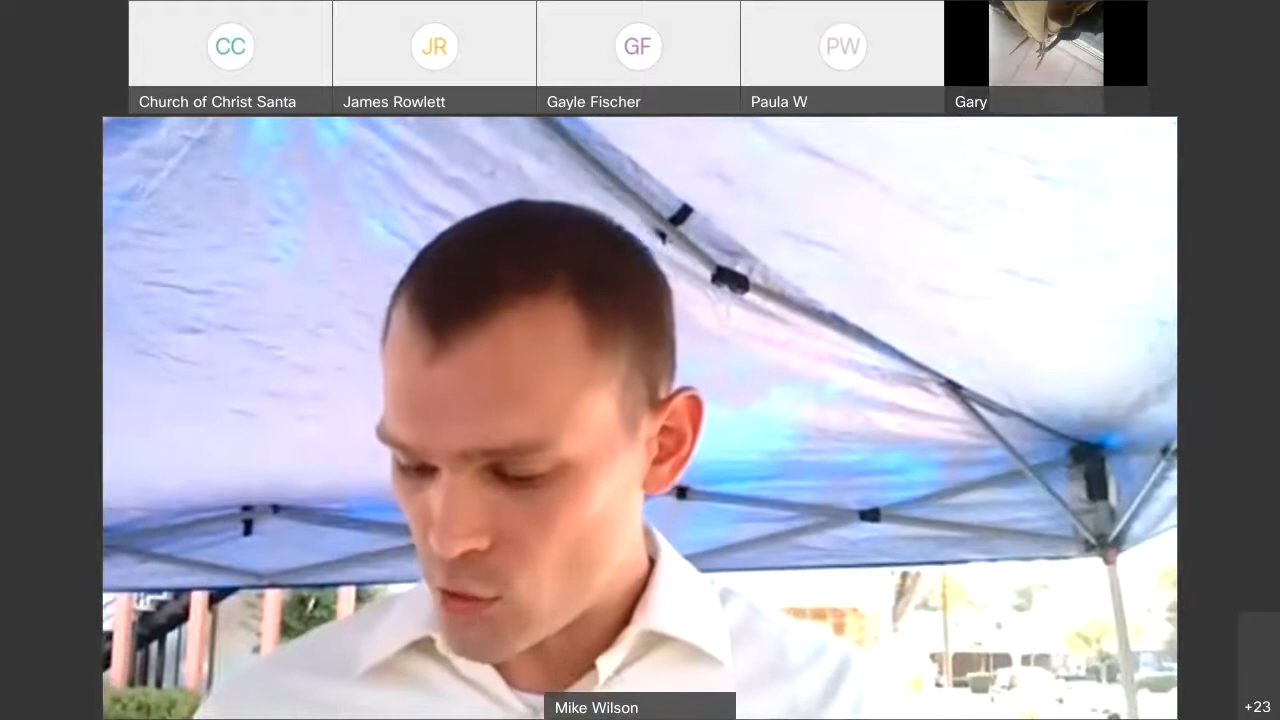 CC
JR
GF
PW
Church of Christ Santa
James Rowlett
Gayle Fischer
Paula W
Gary
Mike Wilson
+23